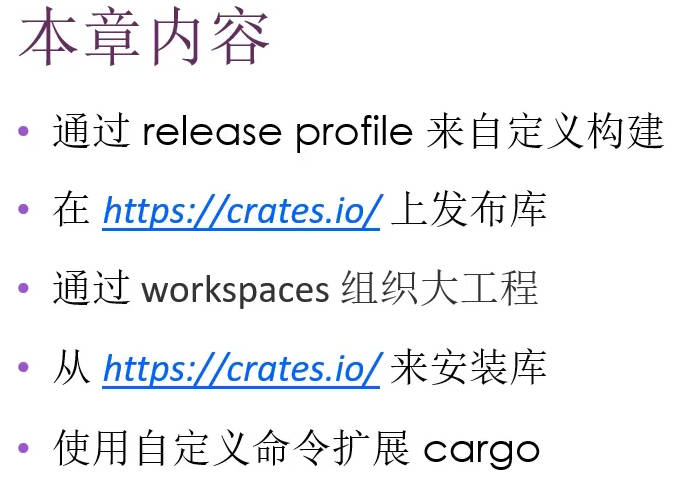 本章内容
• 通过 release profile 来自定义构建
• 在 https://crates.io/ 上发布库
• 通过 workspaces 组织大工程
• 从 https://crates.io/ 来安装库
• 使用自定义命令扩展 cargo